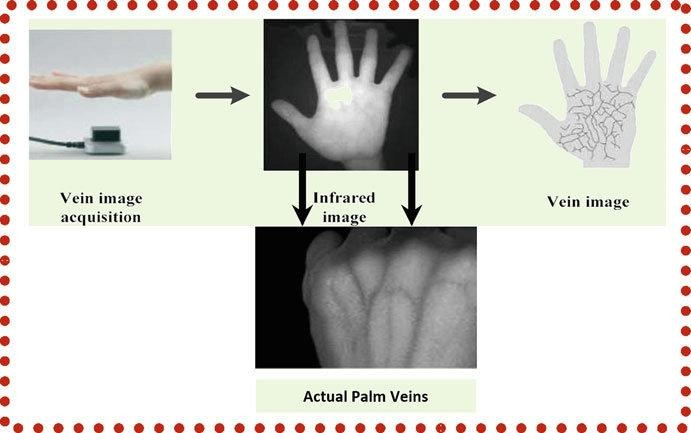 Vein image
acquisition
Infrared
image
Vein image
Actual Palm Veins